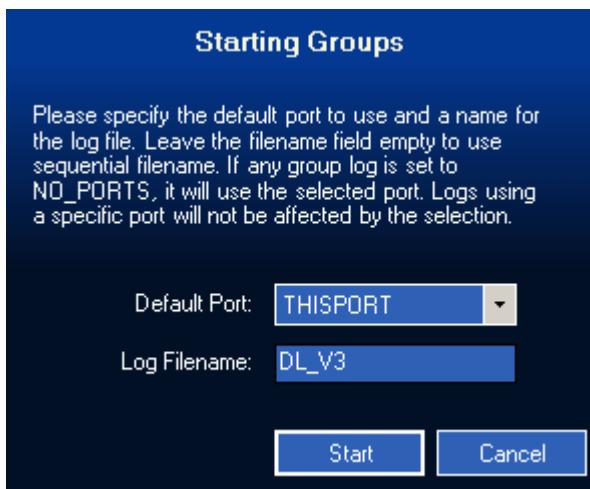 Starting Groups
Please specify the default port to use and a name for
the log file. Leave the filename field empty to use
sequential filename. If any group log is set to
NO_PORTS, it will use the selected port. Logs using
a specific port will not be affected by the selection.
Default Port: THISPORT
Log Filename: DL_V3
Start Cancel